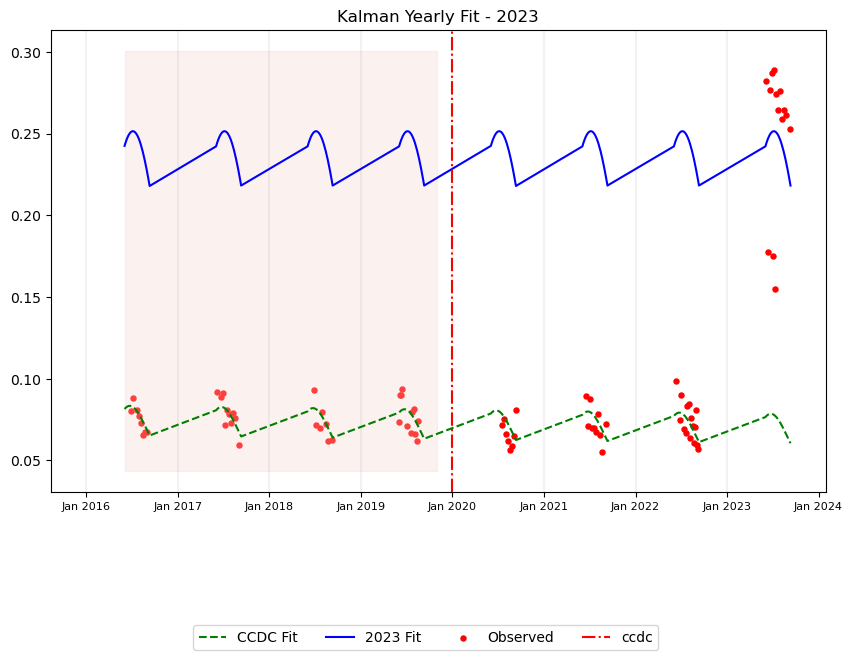 Kalman Yearly Fit - 2023
0.30
0.25
0.20
0.15
0.10
0.05
Jan 2016 Jan 2017 Jan 2018 Jan 2019 Jan 2020 Jan 2021 Jan 2022 Jan 2023 Jan 2024
CCDC Fit 2023 Fit Observed ccdc